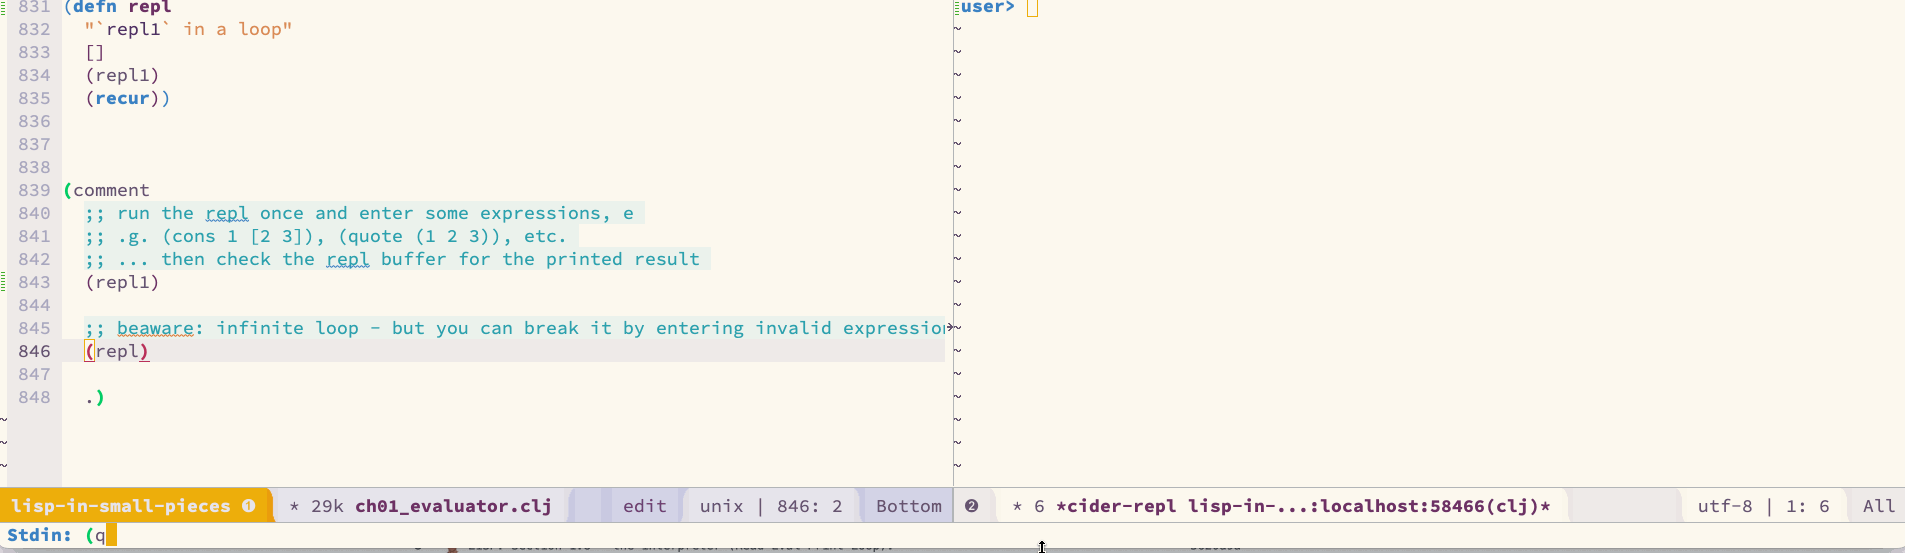 831 (defn repl
832   "`repl1` in a loop"
833   []
834   (repl1)
835   (recur))
836
837
838
839 (comment
840   ;; run the repl once and enter some expressions, e
841   ;; .g. (cons 1 [2 3]), (quote (1 2 3)), etc.
842   ;; ... then check the repl buffer for the printed result
843   (repl1)
844
845   ;; beaware: infinite loop - but you can break it by entering invalid expression
846   (repl)
847
848   .)
user>
lisp-in-small-pieces ❶ * 29k ch01_evaluator.clj edit unix | 846: 2 Bottom
❷ * 6 *cider-repl lisp-in-...:localhost:58466(clj)* utf-8 | 1: 6 All
Stdin: (q